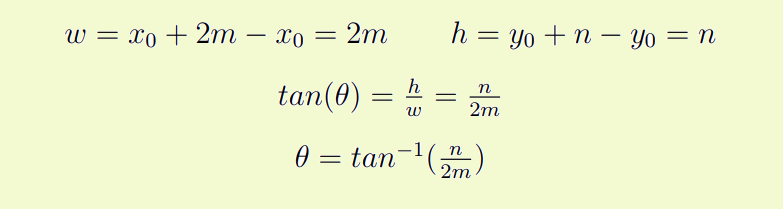 w = x₀ + 2m − x₀ = 2m h = y₀ + n − y₀ = n
tan(θ) = h/w = n/2m
θ = tan⁻¹(n/2m)